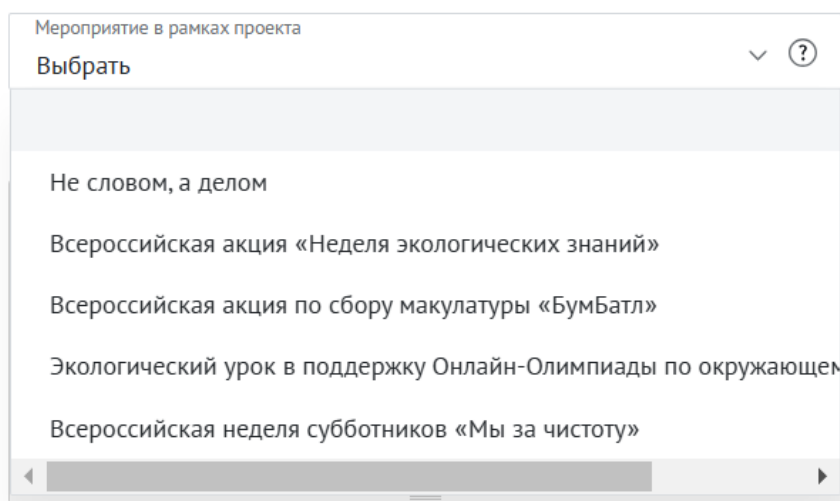 Мероприятие в рамках проекта
Выбрать
?
Не словом, а делом
Всероссийская акция «Неделя экологических знаний»
Всероссийская акция по сбору макулатуры «БумБатл»
Экологический урок в поддержку Онлайн-Олимпиады по
Всероссийская неделя субботников «Мы за чистоту»